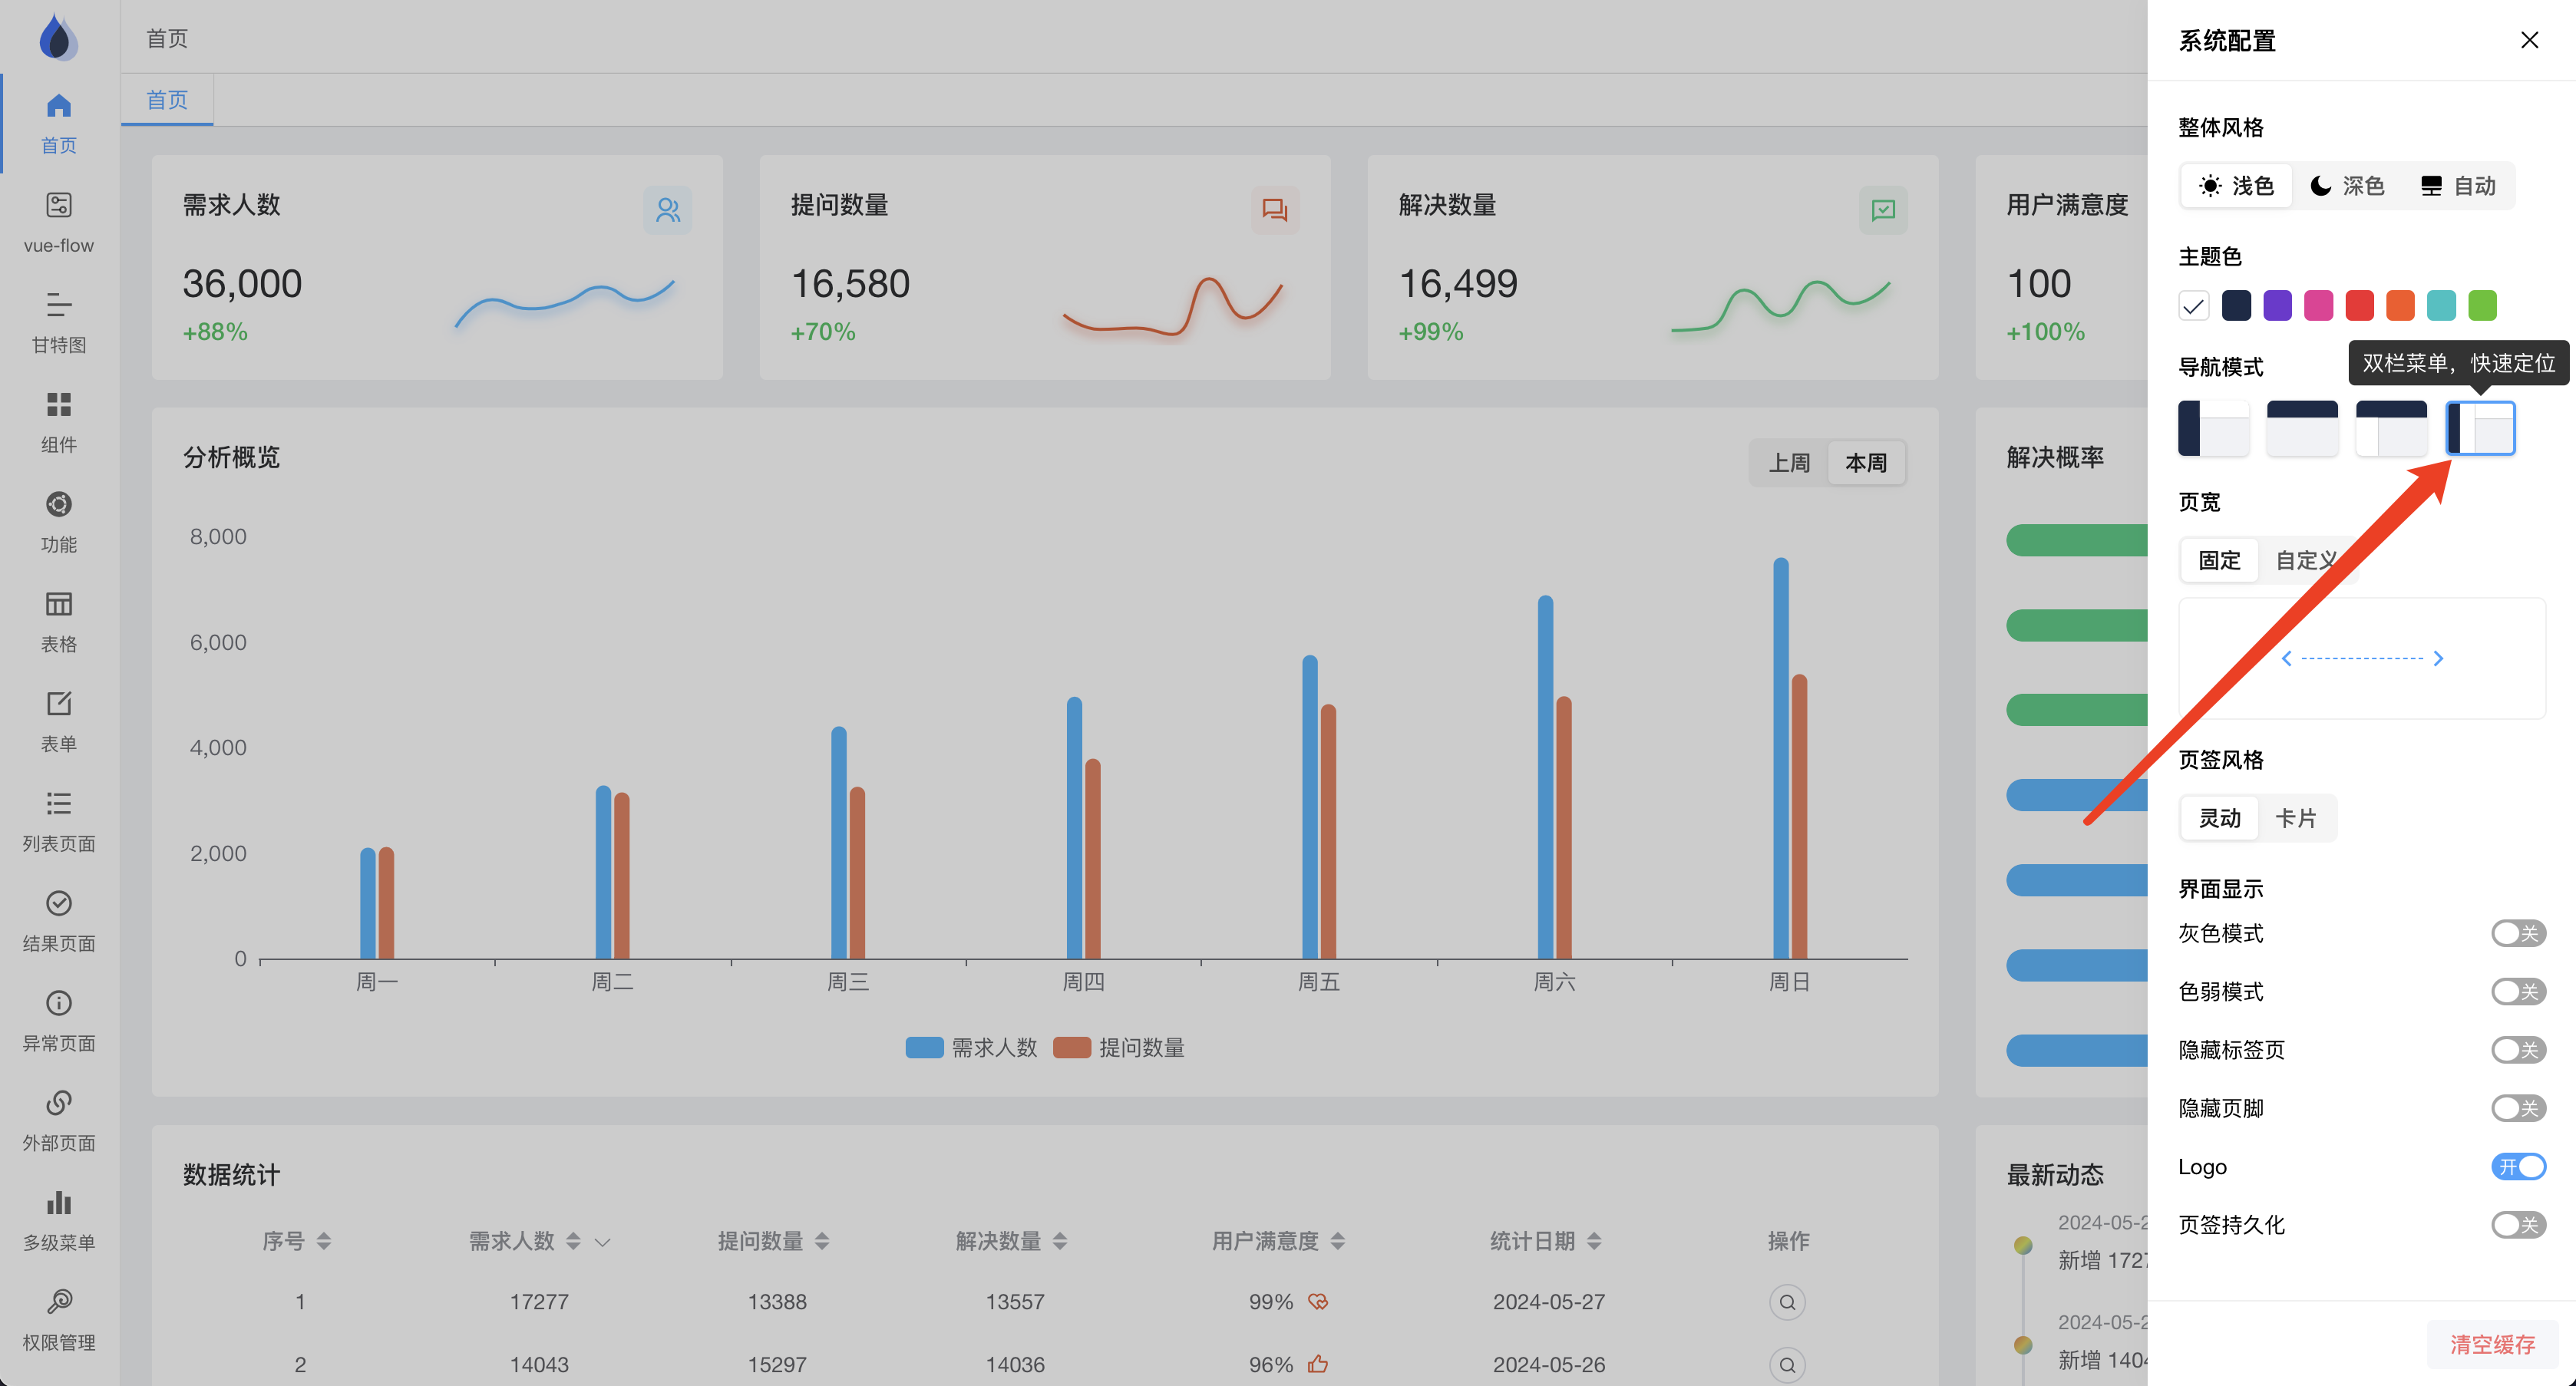 首页
vue-flow
甘特图
组件
功能
表格
表单
列表页面
结果页面
异常页面
外部页面
多级菜单
权限管理
首页
首页
需求人数
36,000
+88%
提问数量
16,580
+70%
解决数量
16,499
+99%
用户满意度
100
+100%
分析概览
上周 本周
8,000
6,000
4,000
2,000
0
周一 周二 周三 周四 周五 周六 周日
需求人数 提问数量
解决概率
数据统计
序号 需求人数 提问数量 解决数量 用户满意度 统计日期 操作
1 17277 13388 13557 99% 2024-05-27
2 14043 15297 14036 96% 2024-05-26
最新动态
2024-05-2
新增 1727
2024-05-2
新增 1404
系统配置
整体风格
浅色 深色 自动
主题色
导航模式
双栏菜单，快速定位
页宽
固定 自定义
页签风格
灵动 卡片
界面显示
灰色模式 关
色弱模式 关
隐藏标签页 关
隐藏页脚 关
Logo 开
页签持久化 关
清空缓存